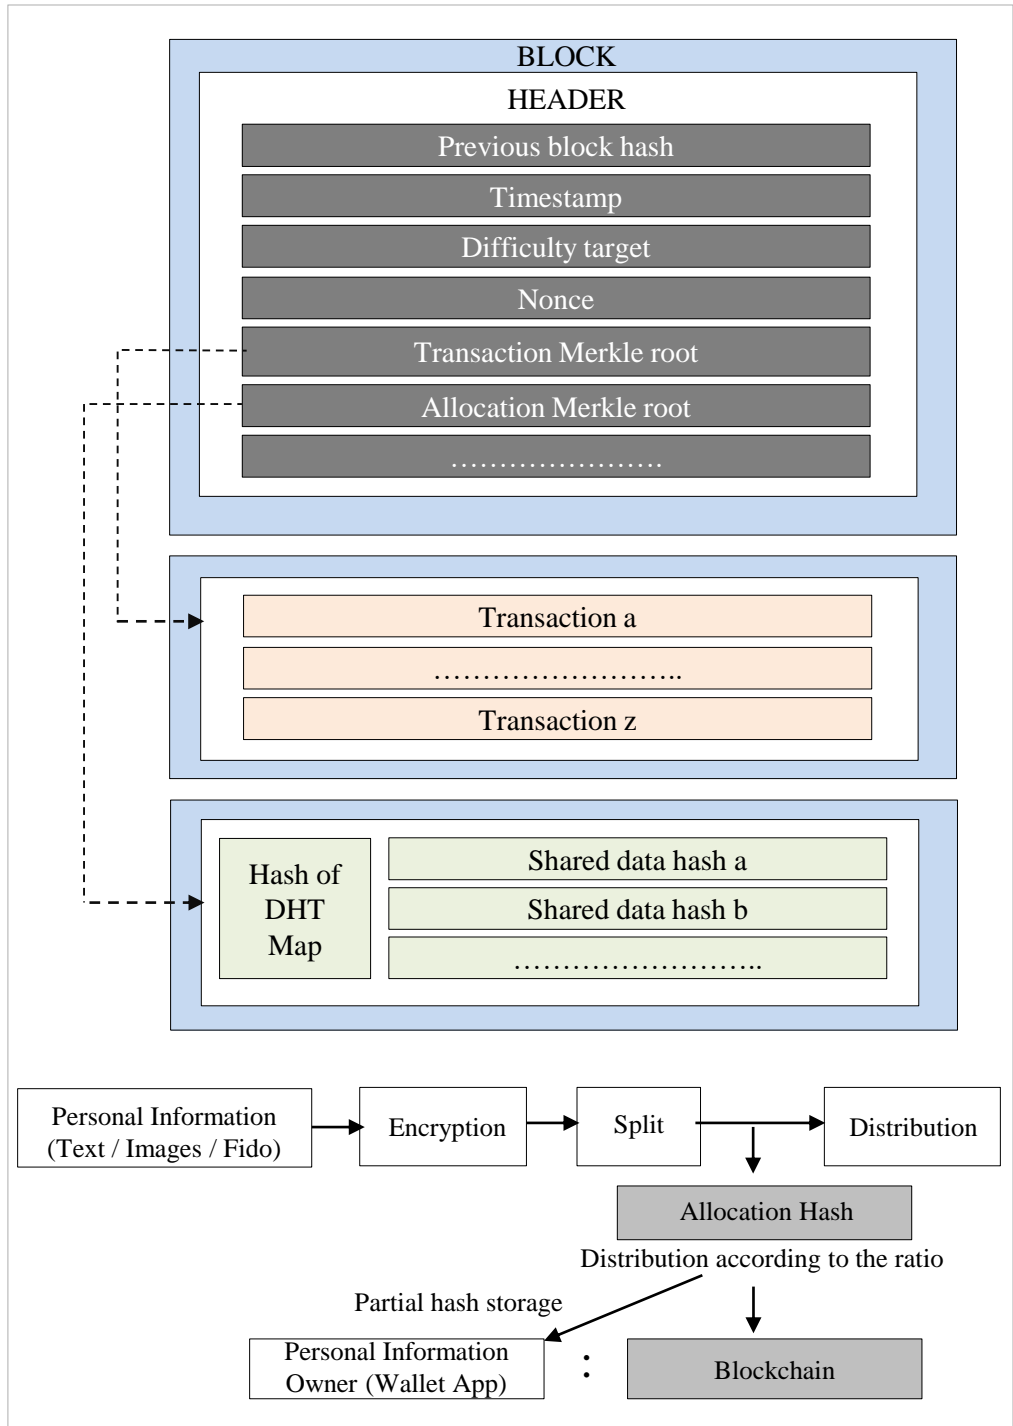 BLOCK
HEADER
Previous block hash
Timestamp
Difficulty target
Nonce
Transaction Merkle root
Allocation Merkle root
......................
Transaction a
..........................
Transaction z
Hash of
DHT
Map
Shared data hash a
Shared data hash b
..........................
Personal Information
(Text / Images / Fido)
Encryption
Split
Distribution
Allocation Hash
Distribution according to the ratio
Partial hash storage
Personal Information
Owner (Wallet App)
:
Blockchain